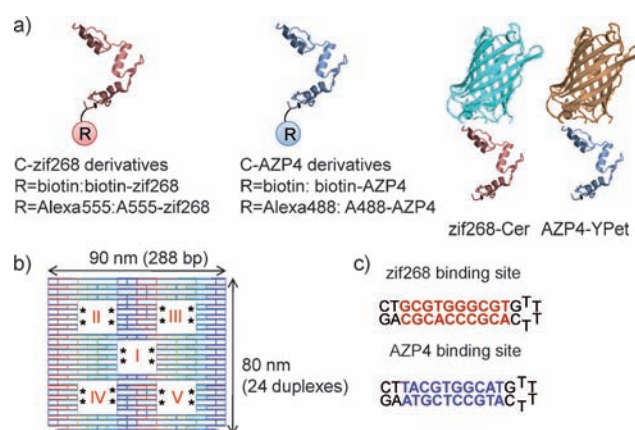 a)
R
R
C-zif268 derivatives
R=biotin:biotin-zif268
R=Alexa555:A555-zif268
C-AZP4 derivatives
R=biotin: biotin-AZP4
R=Alexa488: A488-AZP4
zif268-Cer
AZP4-YPet
b)
90 nm (288 bp)
II
III
I
IV
V
80 nm
(24 duplexes)
c)
zif268 binding site
CTGCGTGGGCGTGTT
GACGCACCCGCACTT
AZP4 binding site
CTTACGTGGCATGTT
GAATGCTCCGTACTT